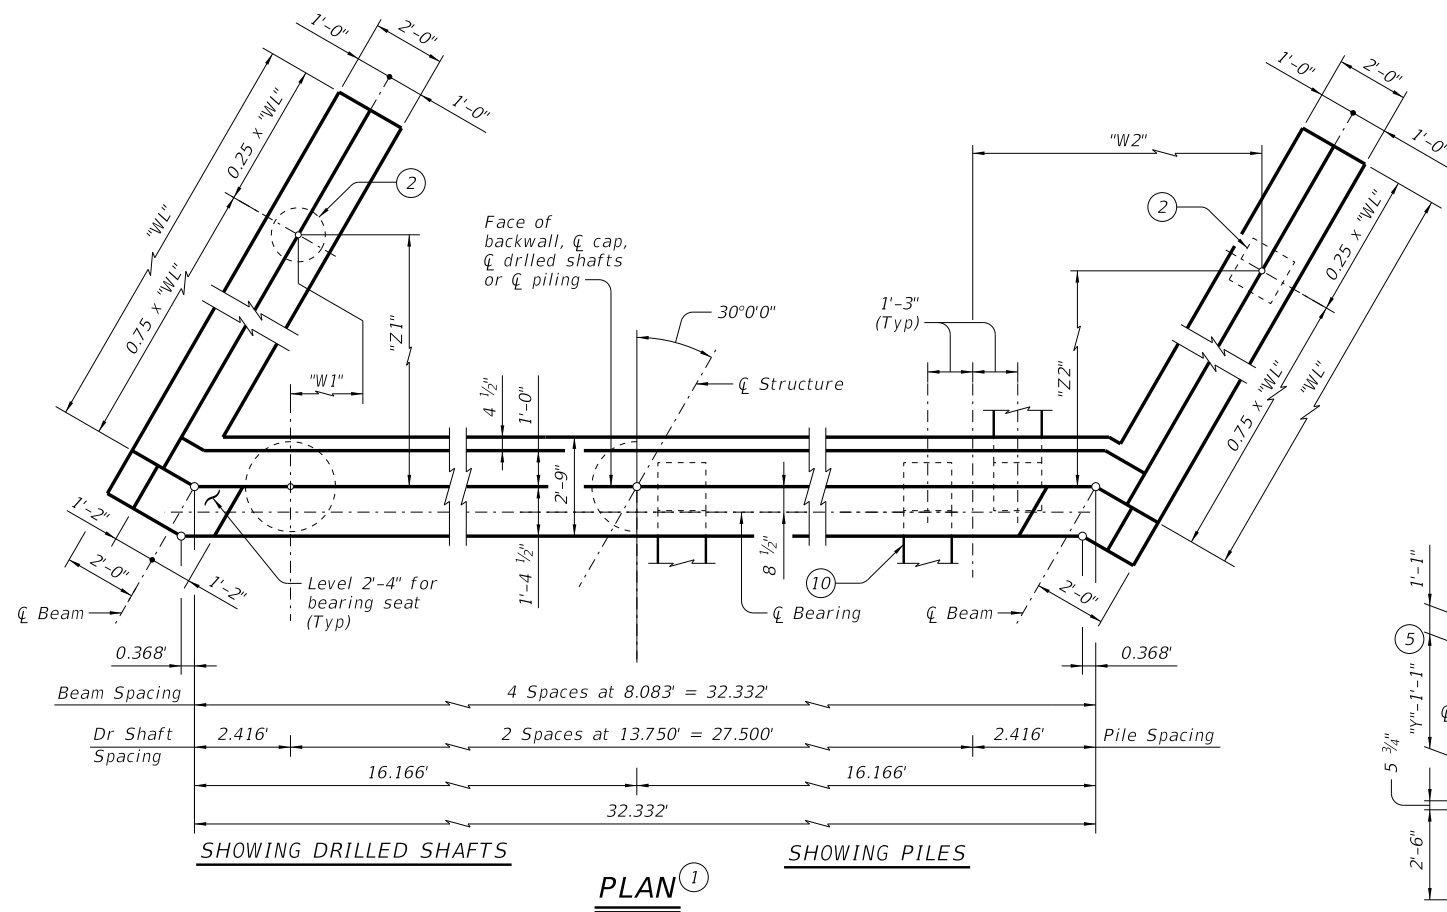 1'-0"
2'-0"
1'-0"
0.25 x "WL"
"WL"
0.75 x "WL"
2
"Z1"
"W1"
Face of
backwall, ℄ cap,
℄ drlled shafts
or ℄ piling
30°0'0"
℄ Structure
4 ½"
1'-0"
2'-9"
1'-4 ½"
8 ½"
1'-3"
(Typ)
"W2"
"Z2"
2
1'-0"
2'-0"
1'-0"
0.25 x "WL"
0.75 x "WL"
"WL"
1'-2"
2'-0"
1'-2"
℄ Beam
Level 2'-4" for
bearing seat
(Typ)
10
℄ Bearing
℄ Beam
2'-0"
0.368'
0.368'
Beam Spacing
4 Spaces at 8.083' = 32.332'
Dr Shaft
Spacing
2.416'
2 Spaces at 13.750' = 27.500'
2.416'
Pile Spacing
16.166'
16.166'
32.332'
SHOWING DRILLED SHAFTS
SHOWING PILES
PLAN 1
1'-1"
5
"Y"-1'-1"
℄
5 ¾"
2'-6"